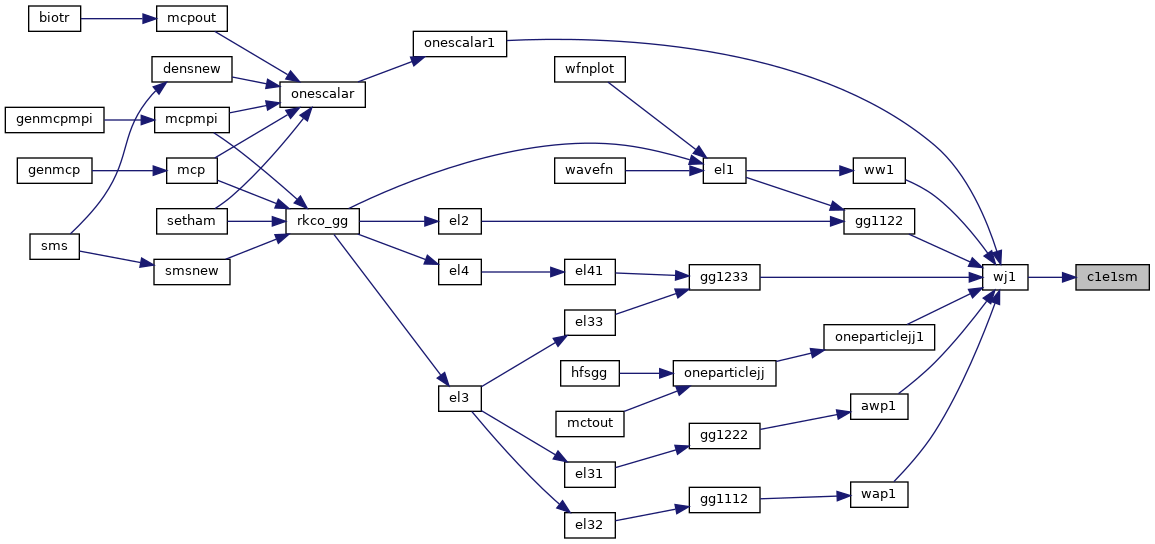 biotr
mcpout
onescalar1
densnew
wfnplot
onescalar
genmcpmpi
mcpmpi
genmcp
mcp
wavefn
el1
ww1
setham
rkco_gg
el2
gg1122
sms
smsnew
el4
el41
gg1233
wj1
c1e1sm
el33
oneparticlejj1
hfsgg
oneparticlejj
el3
mctout
awp1
gg1222
el31
wap1
gg1112
el32